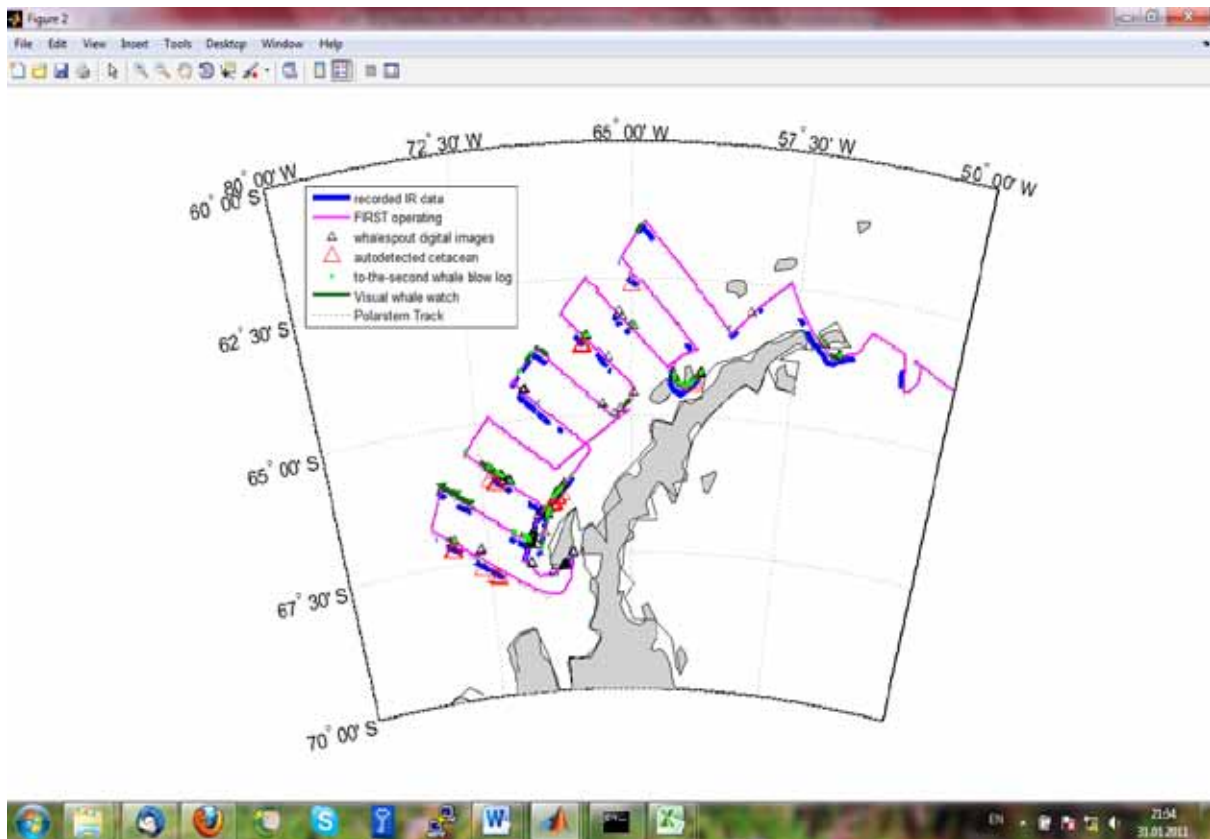 Figure 2
File Edit View Insert Tools Desktop Window Help
80° 00' W
72° 30' W
65° 00' W
57° 30' W
50° 00' W
60° 00' S
62° 30' S
65° 00' S
67° 30' S
70° 00' S
recorded IR data
FIRST operating
whalespout digital images
autodetected cetacean
to-the-second whale blow log
Visual whale watch
Polarstern Track
EN
21:54
31.01.2011